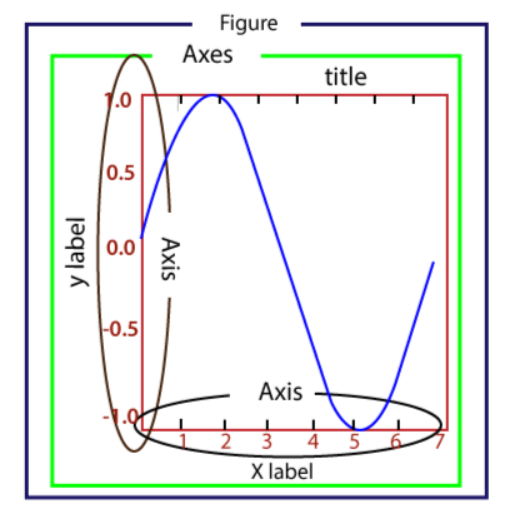 Figure
Axes
title
1.0
0.5
0.0
-0.5
-1.0
y label
Axis
Axis
1 2 3 4 5 6 7
X label